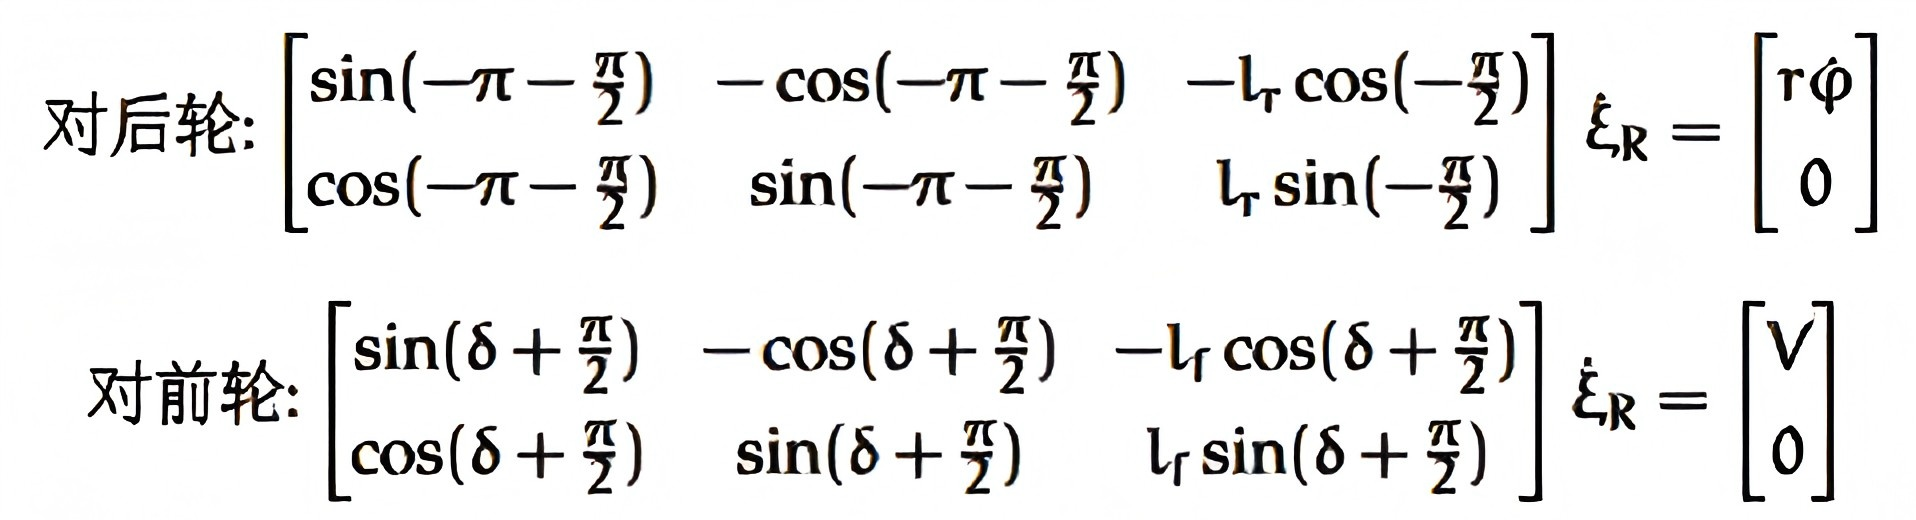 对后轮: [ sin(−π − π/2)  −cos(−π − π/2)  −l_r cos(−π/2) ; cos(−π − π/2)  sin(−π − π/2)  l_r sin(−π/2) ] ξ̇_R = [ rφ̇ ; 0 ]
对前轮: [ sin(δ + π/2)  −cos(δ + π/2)  −l_f cos(δ + π/2) ; cos(δ + π/2)  sin(δ + π/2)  l_f sin(δ + π/2) ] ξ̇_R = [ V ; 0 ]